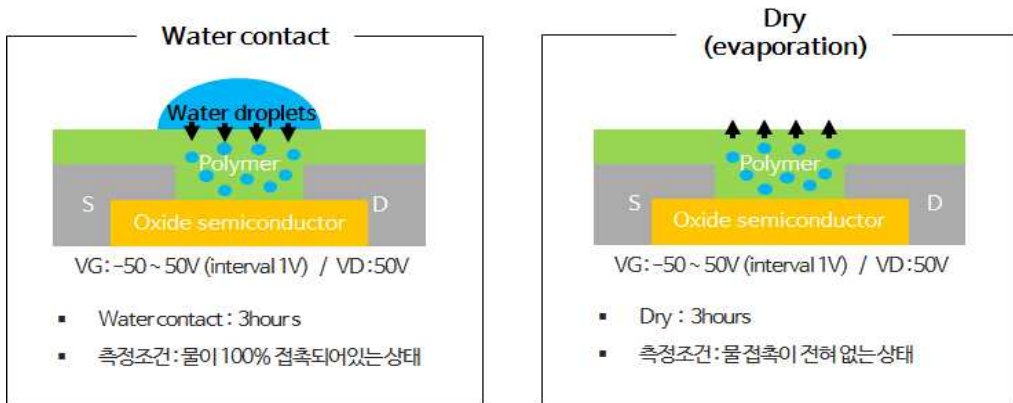 Water contact
Water droplets
Polymer
S
D
Oxide semiconductor
VG:-50 ~ 50V (interval 1V) / VD:50V
▪ Water contact : 3hours
▪ 측정조건 : 물이 100% 접촉되어있는 상태
Dry
(evaporation)
Polymer
S
D
Oxide semiconductor
VG:-50 ~ 50V (interval 1V) / VD:50V
▪ Dry : 3hours
▪ 측정조건 : 물 접촉이 전혀 없는 상태